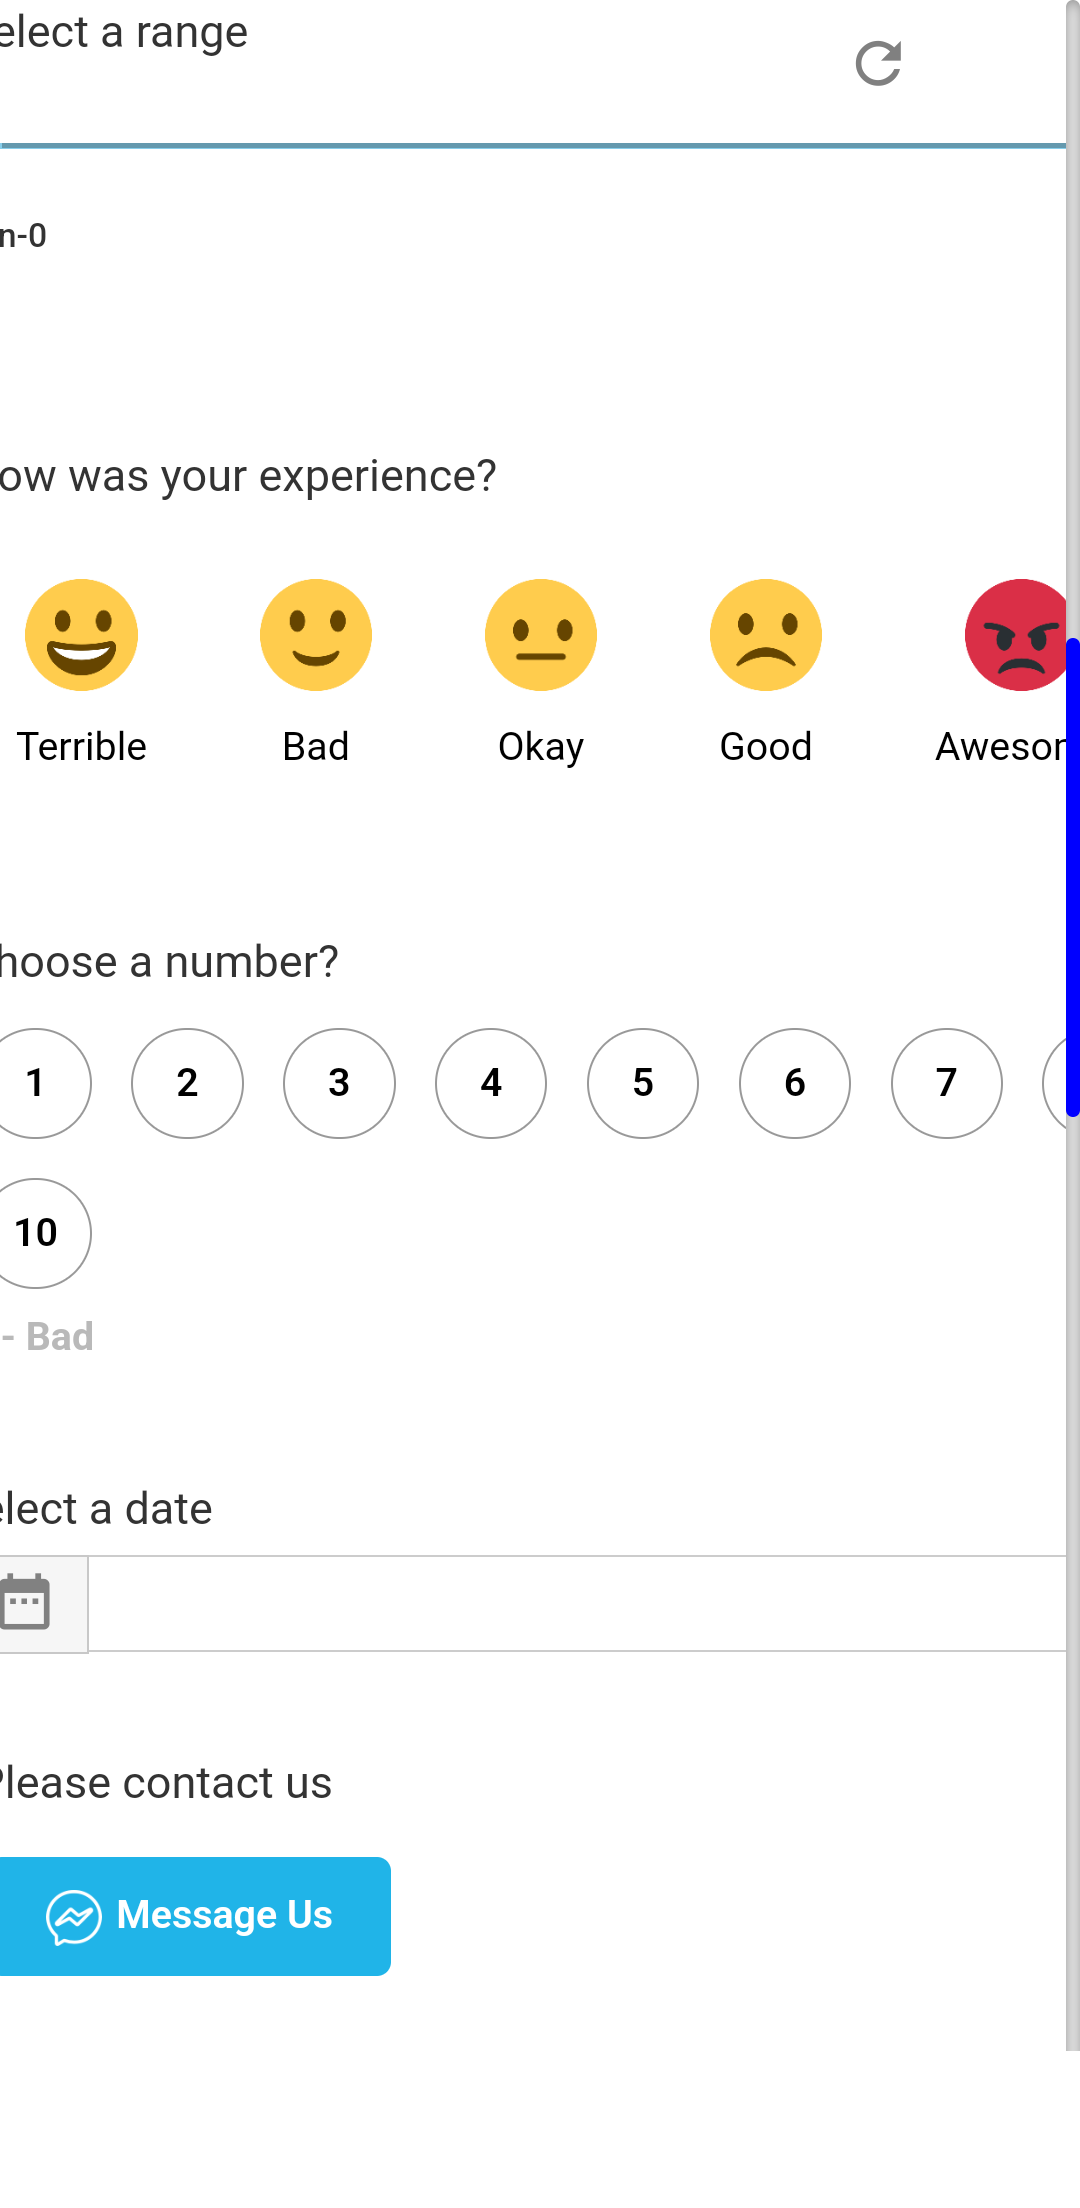 elect a range
n-0
ow was your experience?
Terrible Bad Okay Good Aweso
hoose a number?
1 2 3 4 5 6 7
10
- Bad
elect a date
Please contact us
Message Us